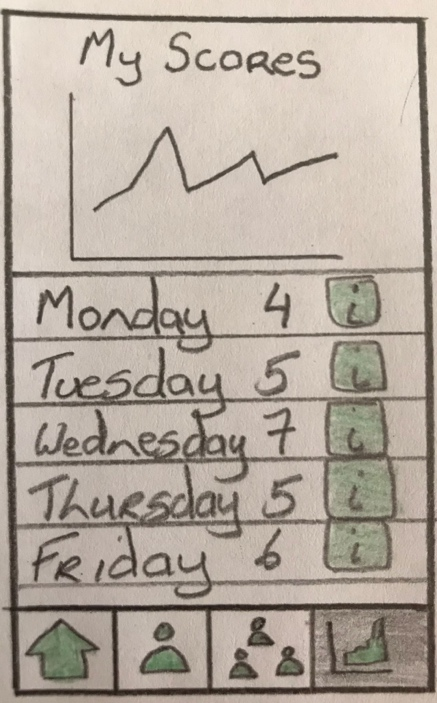 My Scores
Monday 4 i
Tuesday 5 i
Wednesday 7 i
Thursday 5 i
Friday 6 i